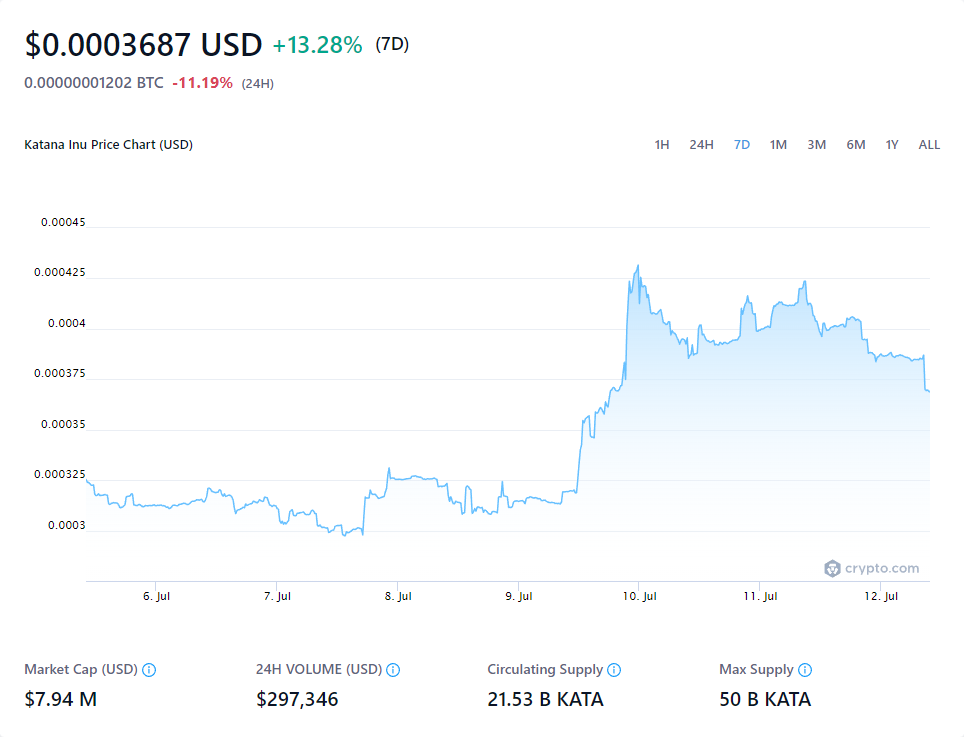 $0.0003687 USD +13.28% (7D)
0.00000001202 BTC -11.19% (24H)
Katana Inu Price Chart (USD) 1H 24H 7D 1M 3M 6M 1Y ALL
0.00045
0.000425
0.0004
0.000375
0.00035
0.000325
0.0003
crypto.com
6. Jul 7. Jul 8. Jul 9. Jul 10. Jul 11. Jul 12. Jul
Market Cap (USD) 24H VOLUME (USD) Circulating Supply Max Supply
$7.94 M $297,346 21.53 B KATA 50 B KATA